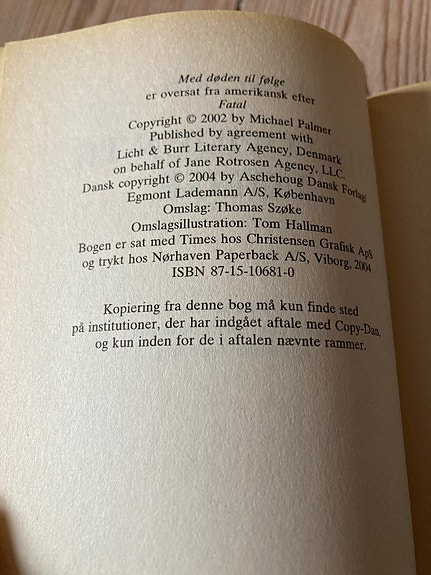 Med døden til følge
er oversat fra amerikansk efter
Fatal
Copyright © 2002 by Michael Palmer
Published by agreement with
Licht & Burr Literary Agency, Denmark
on behalf of Jane Rotrosen Agency, LLC.
Dansk copyright © 2004 by Aschehoug Dansk Forlag/
Egmont Lademann A/S, København
Omslag: Thomas Szøke
Omslagsillustration: Tom Hallman
Bogen er sat med Times hos Christensen Grafisk ApS
og trykt hos Nørhaven Paperback A/S, Viborg, 2004
ISBN 87-15-10681-0
Kopiering fra denne bog må kun finde sted
på institutioner, der har indgået aftale med Copy-Dan,
og kun inden for de i aftalen nævnte rammer.